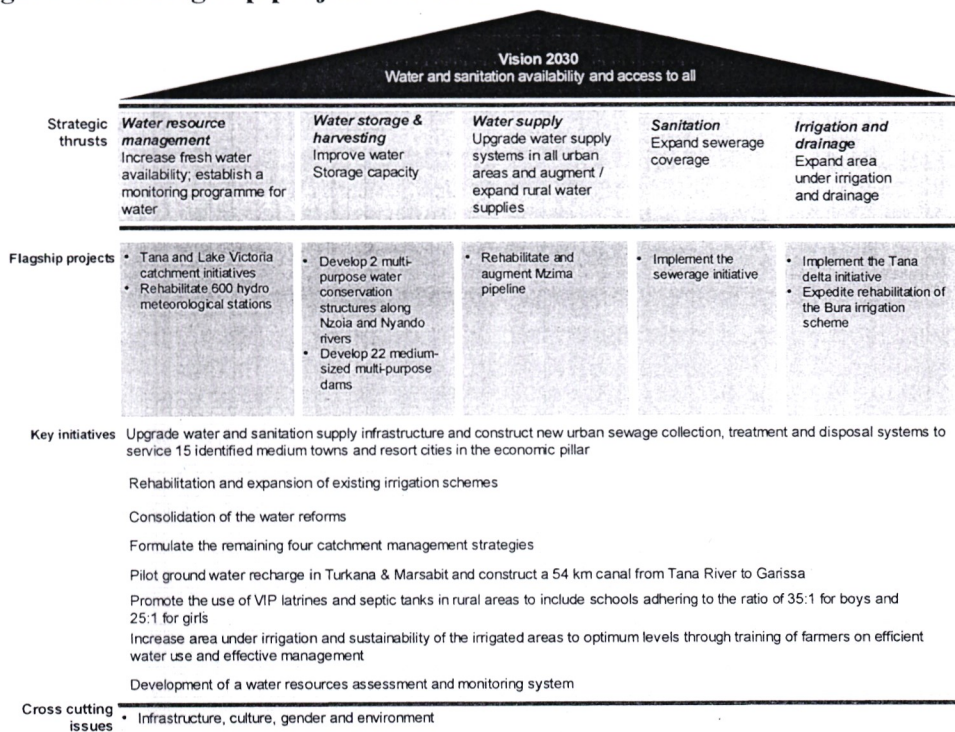 Vision 2030
Water and sanitation availability and access to all
Strategic thrusts
Water resource management
Increase fresh water availability; establish a monitoring programme for water
Water storage & harvesting
Improve water Storage capacity
Water supply
Upgrade water supply systems in all urban areas and augment / expand rural water supplies
Sanitation
Expand sewerage coverage
Irrigation and drainage
Expand area under irrigation and drainage
Flagship projects
• Tana and Lake Victoria catchment initiatives
• Rehabilitate 600 hydro meteorological stations
• Develop 2 multi-purpose water conservation structures along Nzoia and Nyando rivers
• Develop 22 medium-sized multi-purpose dams
• Rehabilitate and augment Mzima pipeline
• Implement the sewerage initiative
• Implement the Tana delta initiative
• Expedite rehabilitation of the Bura irrigation scheme
Key initiatives
Upgrade water and sanitation supply infrastructure and construct new urban sewage collection, treatment and disposal systems to
service 15 identified medium towns and resort cities in the economic pillar
Rehabilitation and expansion of existing irrigation schemes
Consolidation of the water reforms
Formulate the remaining four catchment management strategies
Pilot ground water recharge in Turkana & Marsabit and construct a 54 km canal from Tana River to Garissa
Promote the use of VIP latrines and septic tanks in rural areas to include schools adhering to the ratio of 35:1 for boys and
25:1 for girls
Increase area under irrigation and sustainability of the irrigated areas to optimum levels through training of farmers on efficient
water use and effective management
Development of a water resources assessment and monitoring system
Cross cutting issues
• Infrastructure, culture, gender and environment